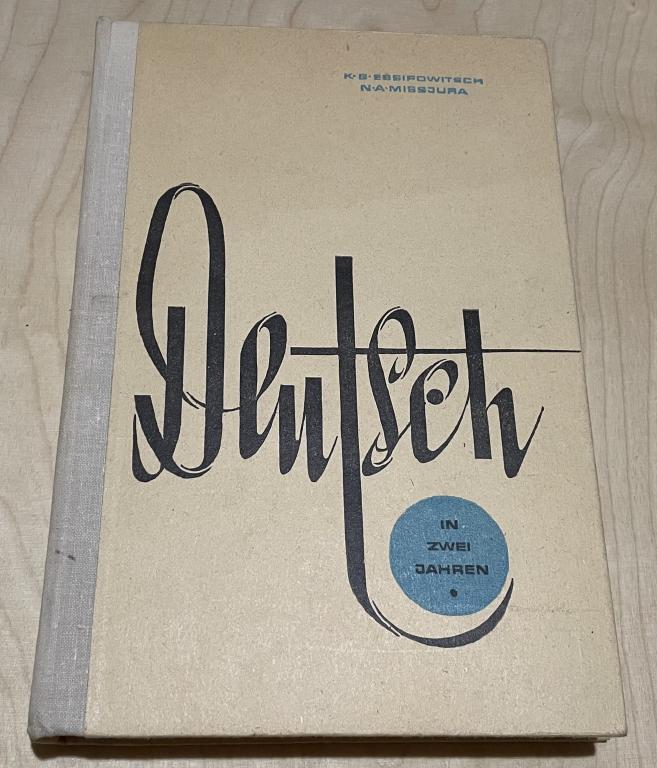 K·B·ESSIPOWITSCH
N·A·MISSJURA
Deutsch
IN
ZWEI
JAHREN